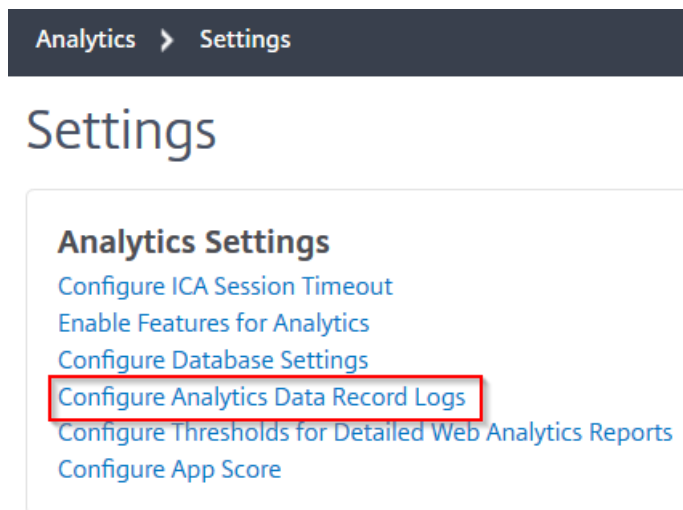 Analytics > Settings
Settings
Analytics Settings
Configure ICA Session Timeout
Enable Features for Analytics
Configure Database Settings
Configure Analytics Data Record Logs
Configure Thresholds for Detailed Web Analytics Reports
Configure App Score